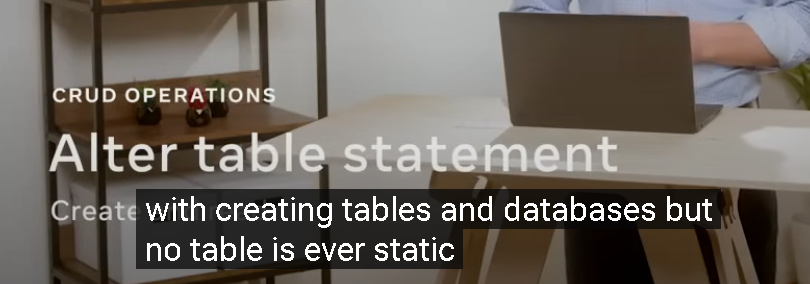 CRUD OPERATIONS
Alter table statement
Create
with creating tables and databases but
no table is ever static